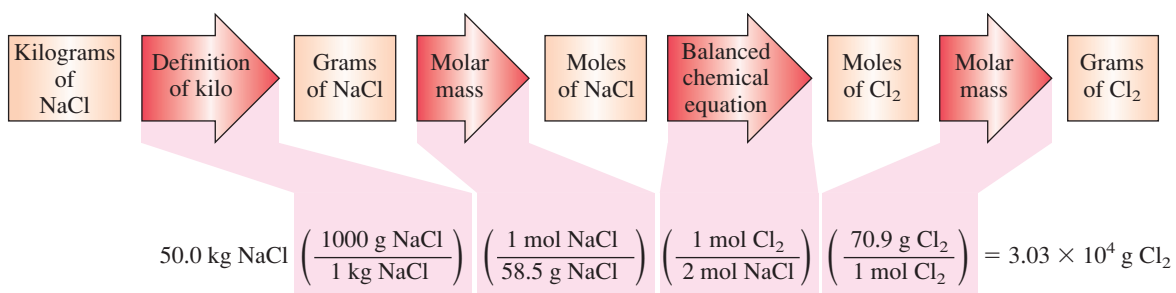 Kilograms
of
NaCl
Definition
of kilo
Grams
of NaCl
Molar
mass
Moles
of NaCl
Balanced
chemical
equation
Moles
of Cl₂
Molar
mass
Grams
of Cl₂
50.0 kg NaCl (1000 g NaCl / 1 kg NaCl) (1 mol NaCl / 58.5 g NaCl) (1 mol Cl₂ / 2 mol NaCl) (70.9 g Cl₂ / 1 mol Cl₂) = 3.03 × 10⁴ g Cl₂